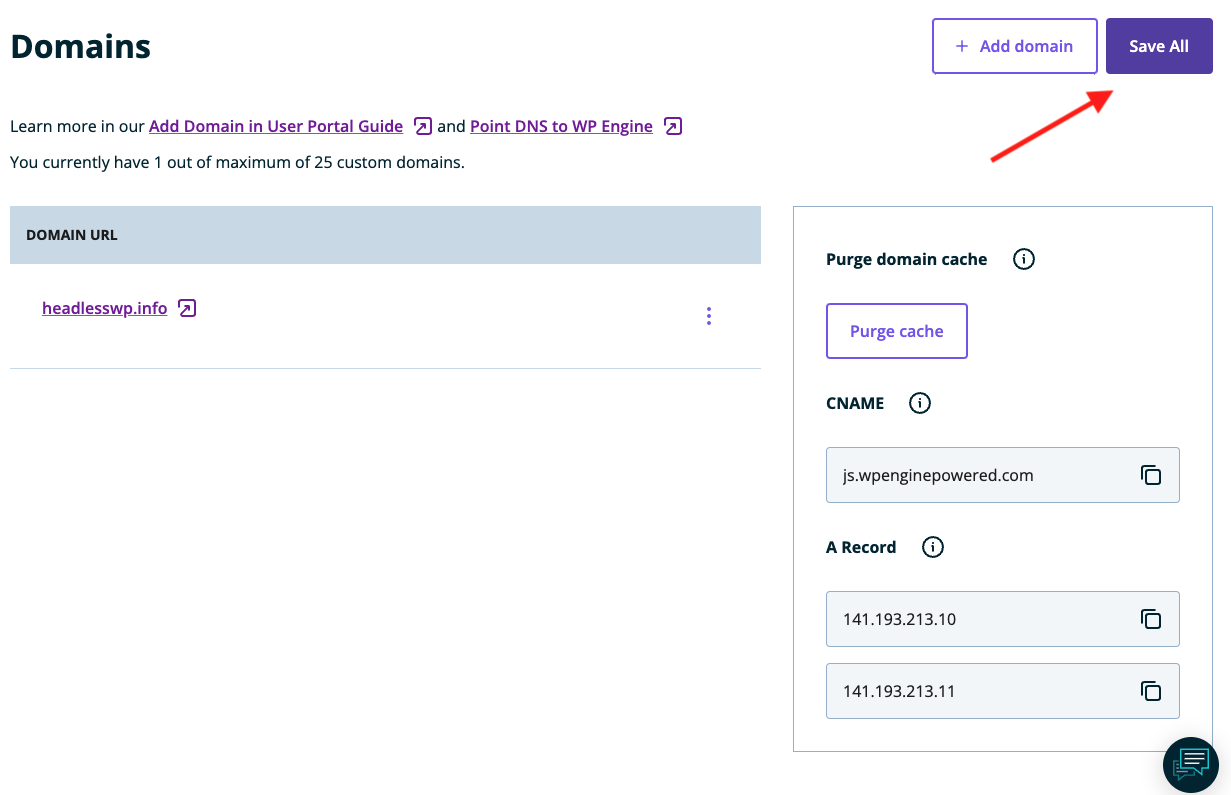 Domains
+ Add domain
Save All
Learn more in our Add Domain in User Portal Guide and Point DNS to WP Engine
You currently have 1 out of maximum of 25 custom domains.
DOMAIN URL
headlesswp.info
Purge domain cache
Purge cache
CNAME
js.wpenginepowered.com
A Record
141.193.213.10
141.193.213.11